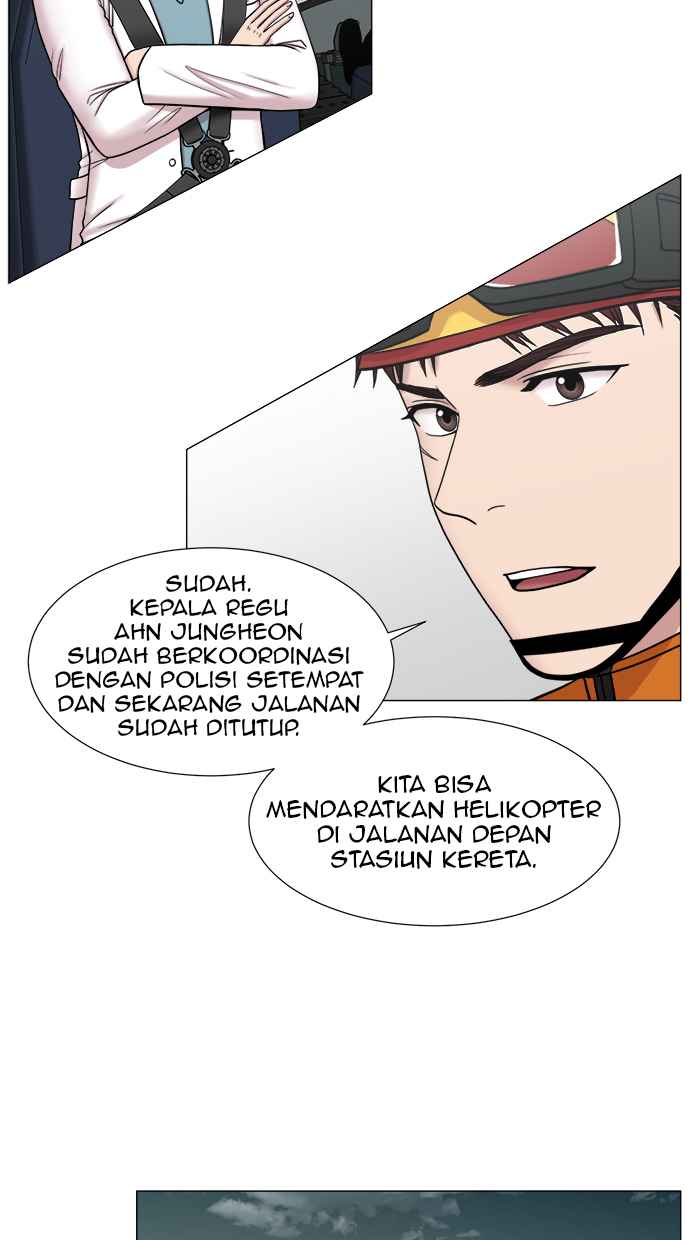 SUDAH.
KEPALA REGU
AHN JUNGHEON
SUDAH BERKOORDINASI
DENGAN POLISI SETEMPAT
DAN SEKARANG JALANAN
SUDAH DITUTUP.
KITA BISA
MENDARATKAN HELIKOPTER
DI JALANAN DEPAN
STASIUN KERETA.